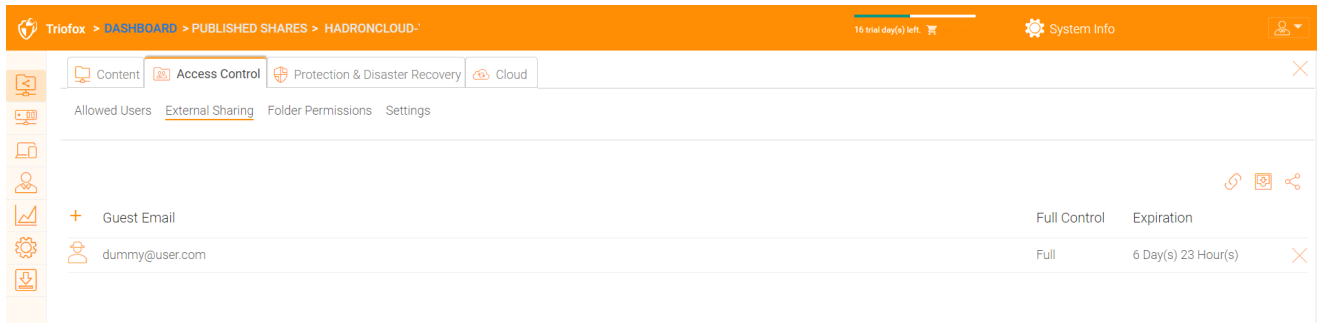 Triofox > DASHBOARD > PUBLISHED SHARES > HADRONCLOUD-
16 trial day(s) left.
System Info
Content Access Control Protection & Disaster Recovery Cloud
Allowed Users External Sharing Folder Permissions Settings
+ Guest Email Full Control Expiration
dummy@user.com Full 6 Day(s) 23 Hour(s)